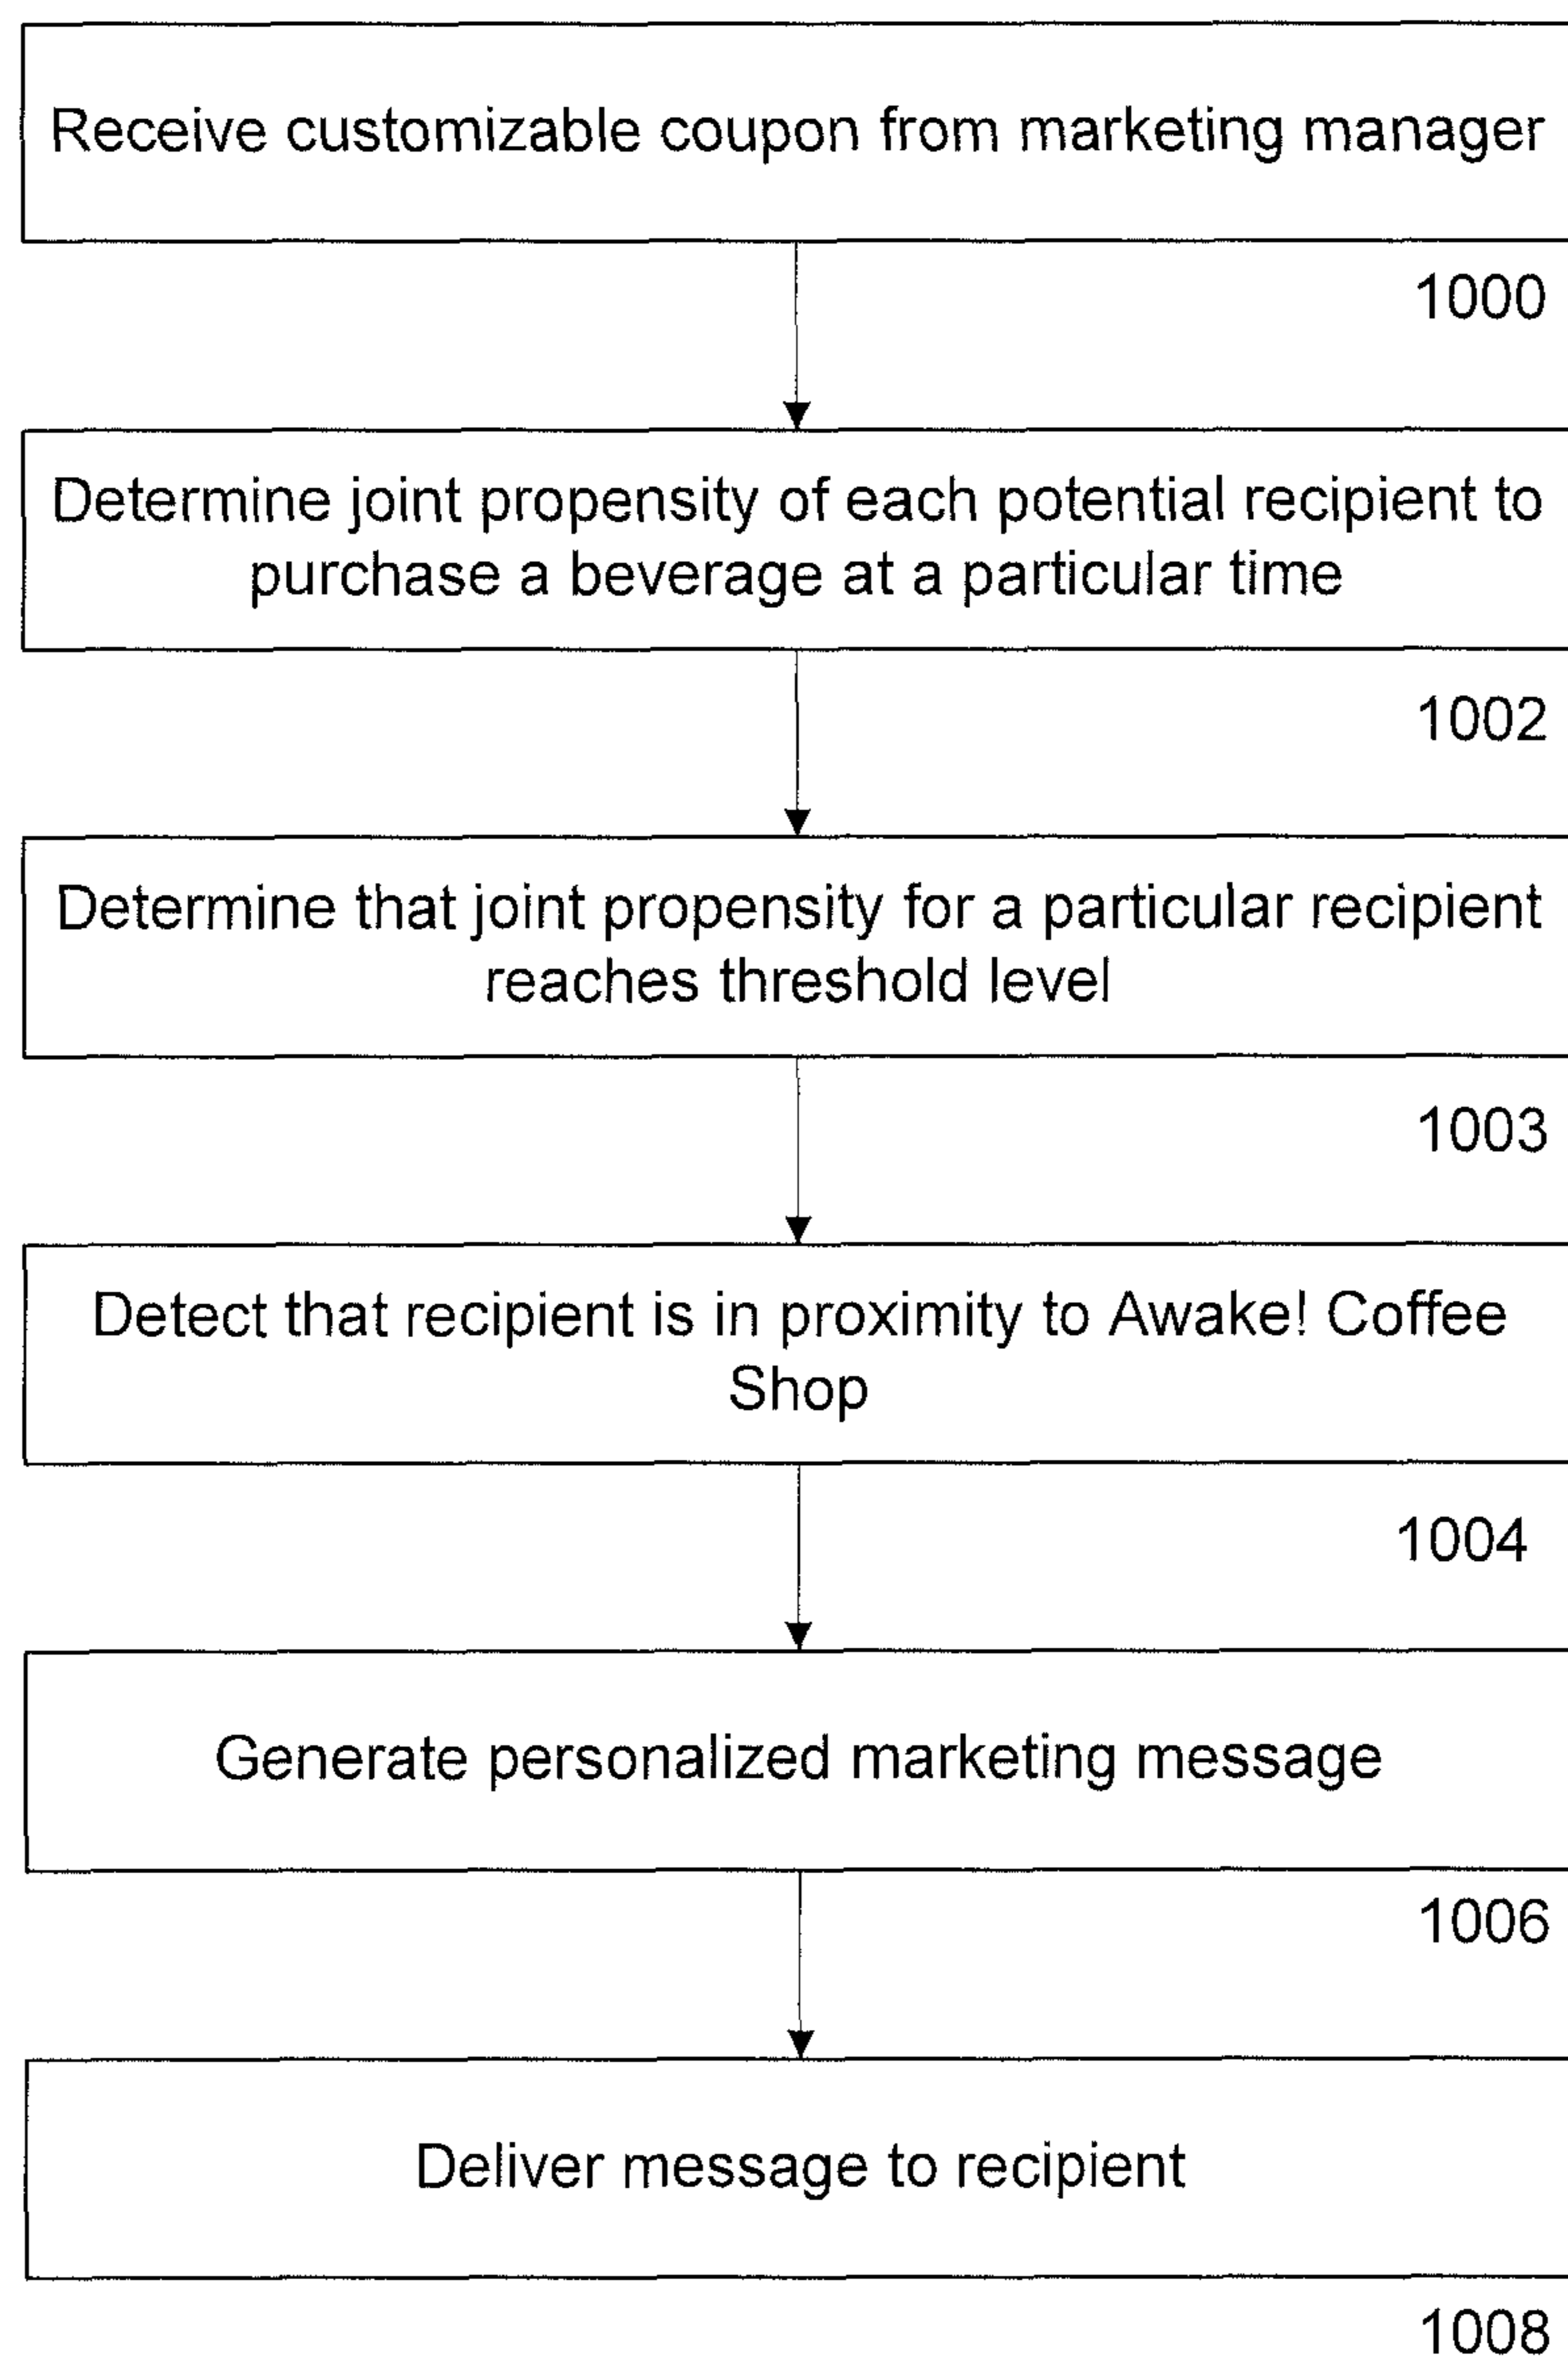 Receive customizable coupon from marketing manager
1000
Determine joint propensity of each potential recipient to
purchase a beverage at a particular time
1002
Determine that joint propensity for a particular recipient
reaches threshold level
1003
Detect that recipient is in proximity to Awake! Coffee
Shop
1004
Generate personalized marketing message
1006
Deliver message to recipient
1008